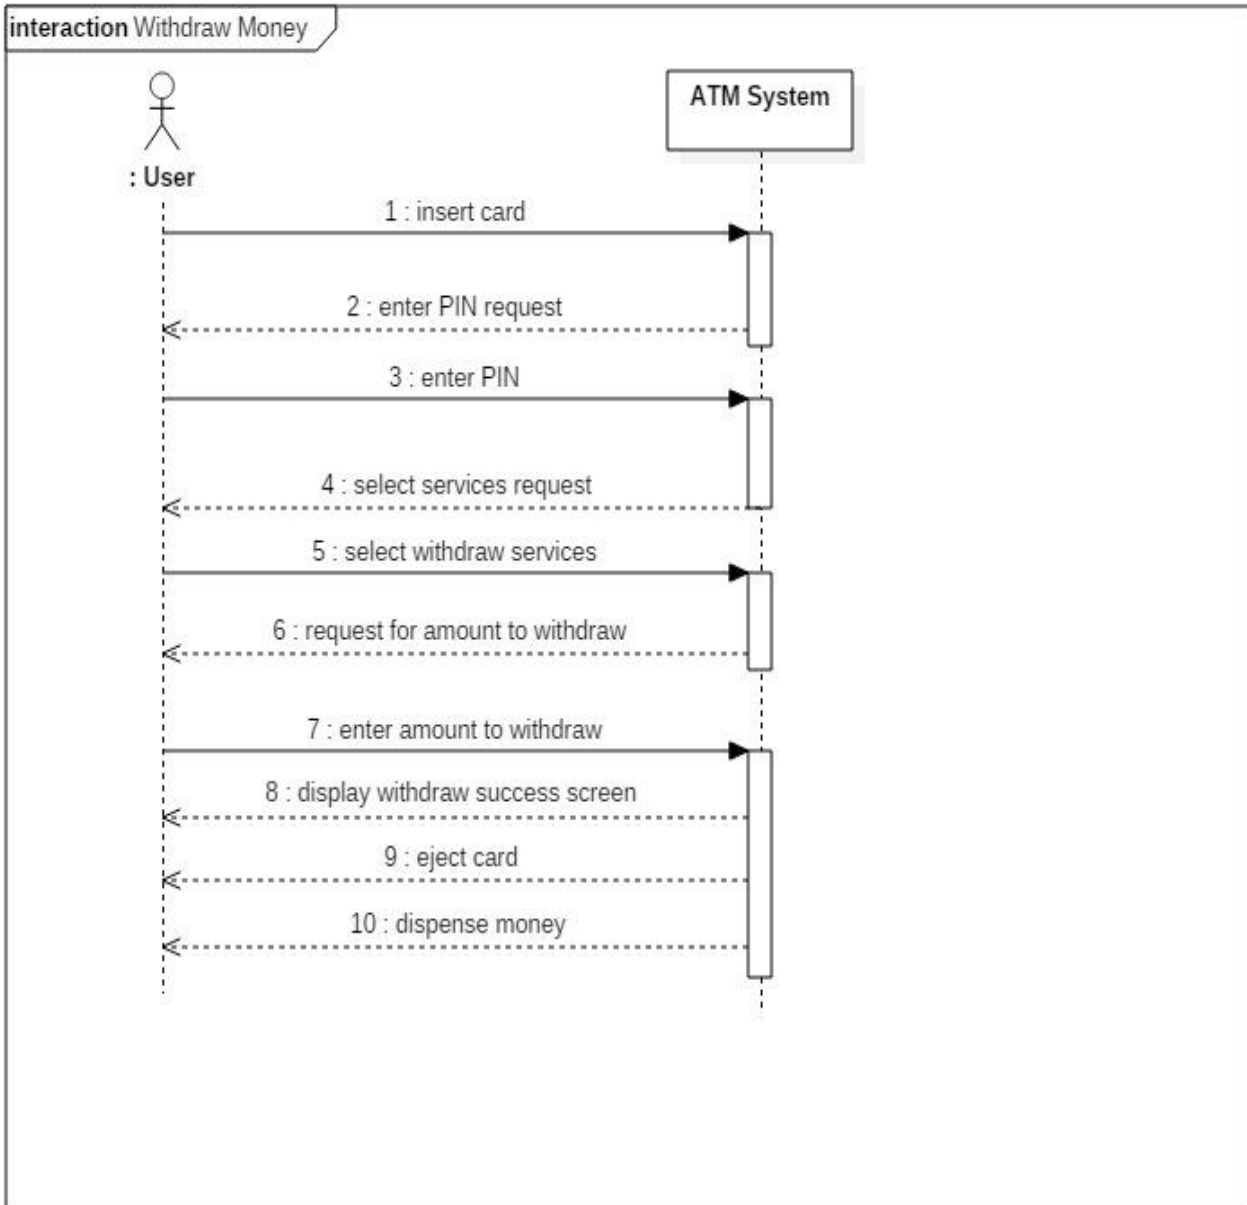 interaction Withdraw Money
ATM System
: User
1 : insert card
2 : enter PIN request
3 : enter PIN
4 : select services request
5 : select withdraw services
6 : request for amount to withdraw
7 : enter amount to withdraw
8 : display withdraw success screen
9 : eject card
10 : dispense money